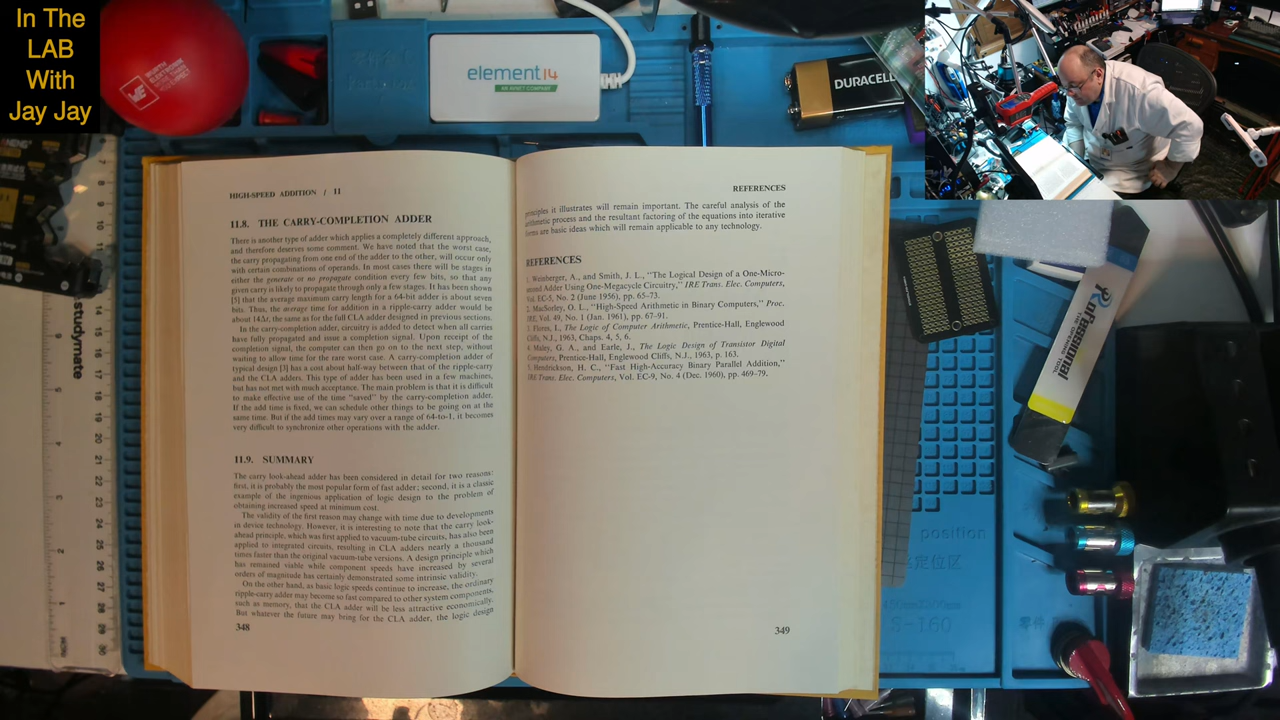 In The
LAB
With
Jay Jay
element14
AN AVNET COMPANY
DURACELL
HIGH-SPEED ADDITION / 11
11.8. THE CARRY-COMPLETION ADDER
There is another type of adder which applies a completely different approach,
and therefore deserves some comment. We have noted that the worst case,
the carry propagating from one end of the adder to the other, will occur only
with certain combinations of operands. In most cases there will be stages in
either the generate or no propagate condition every few bits, so that any
given carry is likely to propagate through only a few stages. It has been shown
[5] that the average maximum carry length for a 64-bit adder is about seven
bits. Thus, the average time for addition in a ripple-carry adder would be
about 14Δt, the same as for the full CLA adder designed in previous sections.
In the carry-completion adder, circuitry is added to detect when all carries
have fully propagated and issue a completion signal. Upon receipt of the
completion signal, the computer can then go on to the next step, without
waiting to allow time for the rare worst case. A carry-completion adder of
typical design [3] has a cost about half-way between that of the ripple-carry
and the CLA adders. This type of adder has been used in a few machines,
but has not met with much acceptance. The main problem is that it is difficult
to make effective use of the time "saved" by the carry-completion adder.
If the add time is fixed, we can schedule other things to be going on at the
same time. But if the add times may vary over a range of 64-to-1, it becomes
very difficult to synchronize other operations with the adder.
11.9. SUMMARY
The carry look-ahead adder has been considered in detail for two reasons:
first, it is probably the most popular form of fast adder; second, it is a classic
example of the ingenious application of logic design to the problem of
obtaining increased speed at minimum cost.
The validity of the first reason may change with time due to developments
in device technology. However, it is interesting to note that the carry look-
ahead principle, which was first applied to vacuum-tube circuits, has also been
applied to integrated circuits, resulting in CLA adders nearly a thousand
times faster than the original vacuum-tube versions. A design principle which
has remained viable while component speeds have increased by several
orders of magnitude has certainly demonstrated some intrinsic validity.
On the other hand, as basic logic speeds continue to increase, the ordinary
ripple-carry adder may become so fast compared to other system components,
such as memory, that the CLA adder will be less attractive economically.
But whatever the future may bring for the CLA adder, the logic design
348
REFERENCES
principles it illustrates will remain important. The careful analysis of the
arithmetic process and the resultant factoring of the equations into iterative
forms are basic ideas which will remain applicable to any technology.
REFERENCES
Weinberger, A., and Smith, J. L., "The Logical Design of a One-Micro-
second Adder Using One-Megacycle Circuitry," IRE Trans. Elec. Computers,
Vol. EC-5, No. 2 (June 1956), pp. 65-73.
2. MacSorley, O. L., "High-Speed Arithmetic in Binary Computers," Proc.
IRE, Vol. 49, No. 1 (Jan. 1961), pp. 67-91.
3. Flores, I., The Logic of Computer Arithmetic, Prentice-Hall, Englewood
Cliffs, N.J., 1963, Chaps. 4, 5, 6.
4. Maley, G. A., and Earle, J., The Logic Design of Transistor Digital
Computers, Prentice-Hall, Englewood Cliffs, N.J., 1963, p. 163.
5. Hendrickson, H. C., "Fast High-Accuracy Binary Parallel Addition,"
IRE Trans. Elec. Computers, Vol. EC-9, No. 4 (Dec. 1960), pp. 469-79.
349
studymate
position
S-160